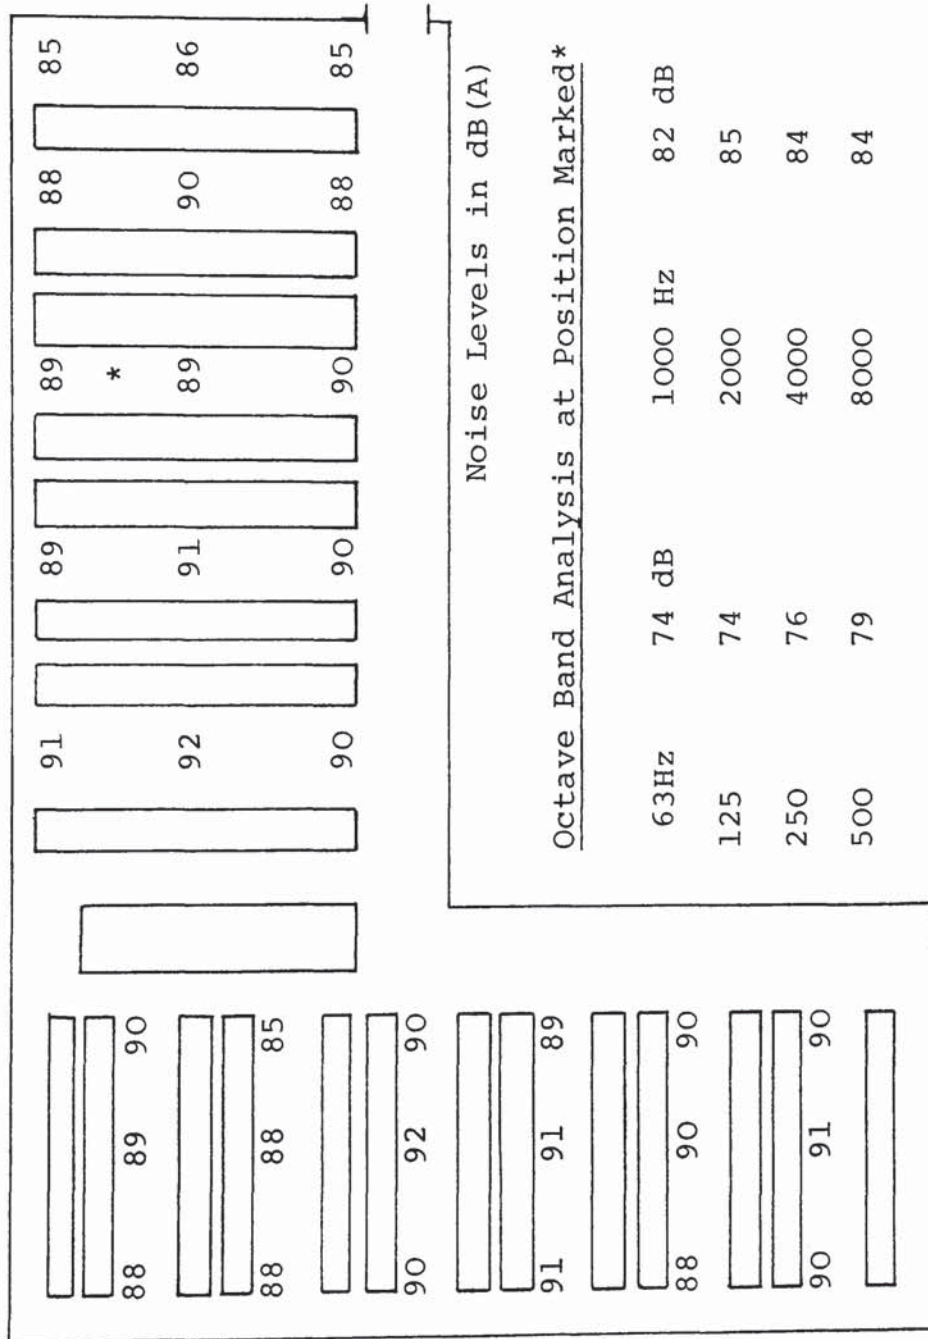 91 89 89 88 85
*
88 89 90
92 91 89 90 86
88 88 85
90 90 90 88 85
90 92 90
91 91 89
88 90 90
90 91 90
Noise Levels in dB(A)
Octave Band Analysis at Position Marked*
63Hz 74 dB 1000 Hz 82 dB
125 74 2000 85
250 76 4000 84
500 79 8000 84